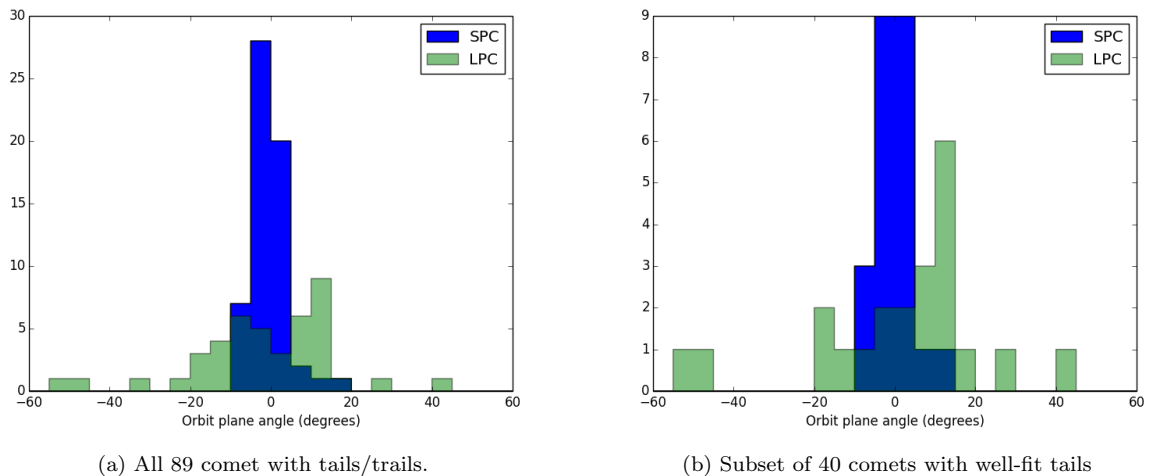 SPC
LPC
30
25
20
15
10
5
0
−60 −40 −20 0 20 40 60
Orbit plane angle (degrees)
(a) All 89 comet with tails/trails.
SPC
LPC
9
8
7
6
5
4
3
2
1
0
−60 −40 −20 0 20 40 60
Orbit plane angle (degrees)
(b) Subset of 40 comets with well-fit tails